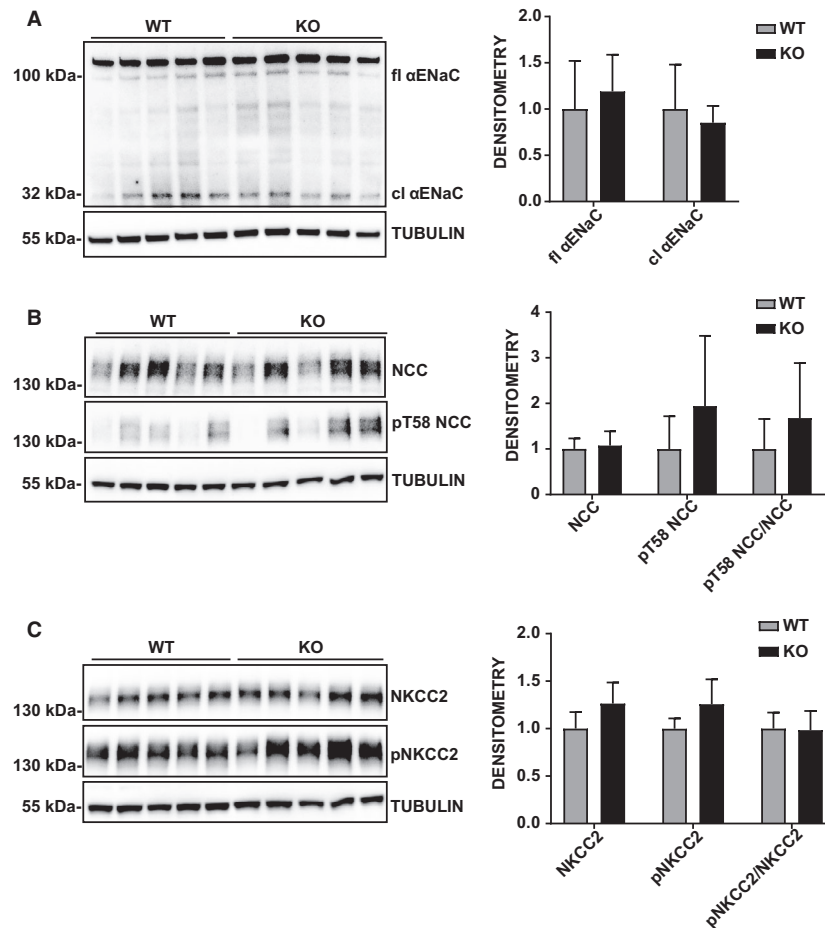 A
WT KO
100 kDa-
fl αENaC
32 kDa-
cl αENaC
55 kDa-
TUBULIN
DENSITOMETRY
2.0
1.5
1.0
0.5
0.0
fl αENaC
cl αENaC
WT
KO
B
WT KO
130 kDa-
NCC
130 kDa-
pT58 NCC
55 kDa-
TUBULIN
DENSITOMETRY
4
3
2
1
0
NCC
pT58 NCC
pT58 NCC/NCC
WT
KO
C
WT KO
130 kDa-
NKCC2
130 kDa-
pNKCC2
55 kDa-
TUBULIN
DENSITOMETRY
2.0
1.5
1.0
0.5
0.0
NKCC2
pNKCC2
pNKCC2/NKCC2
WT
KO